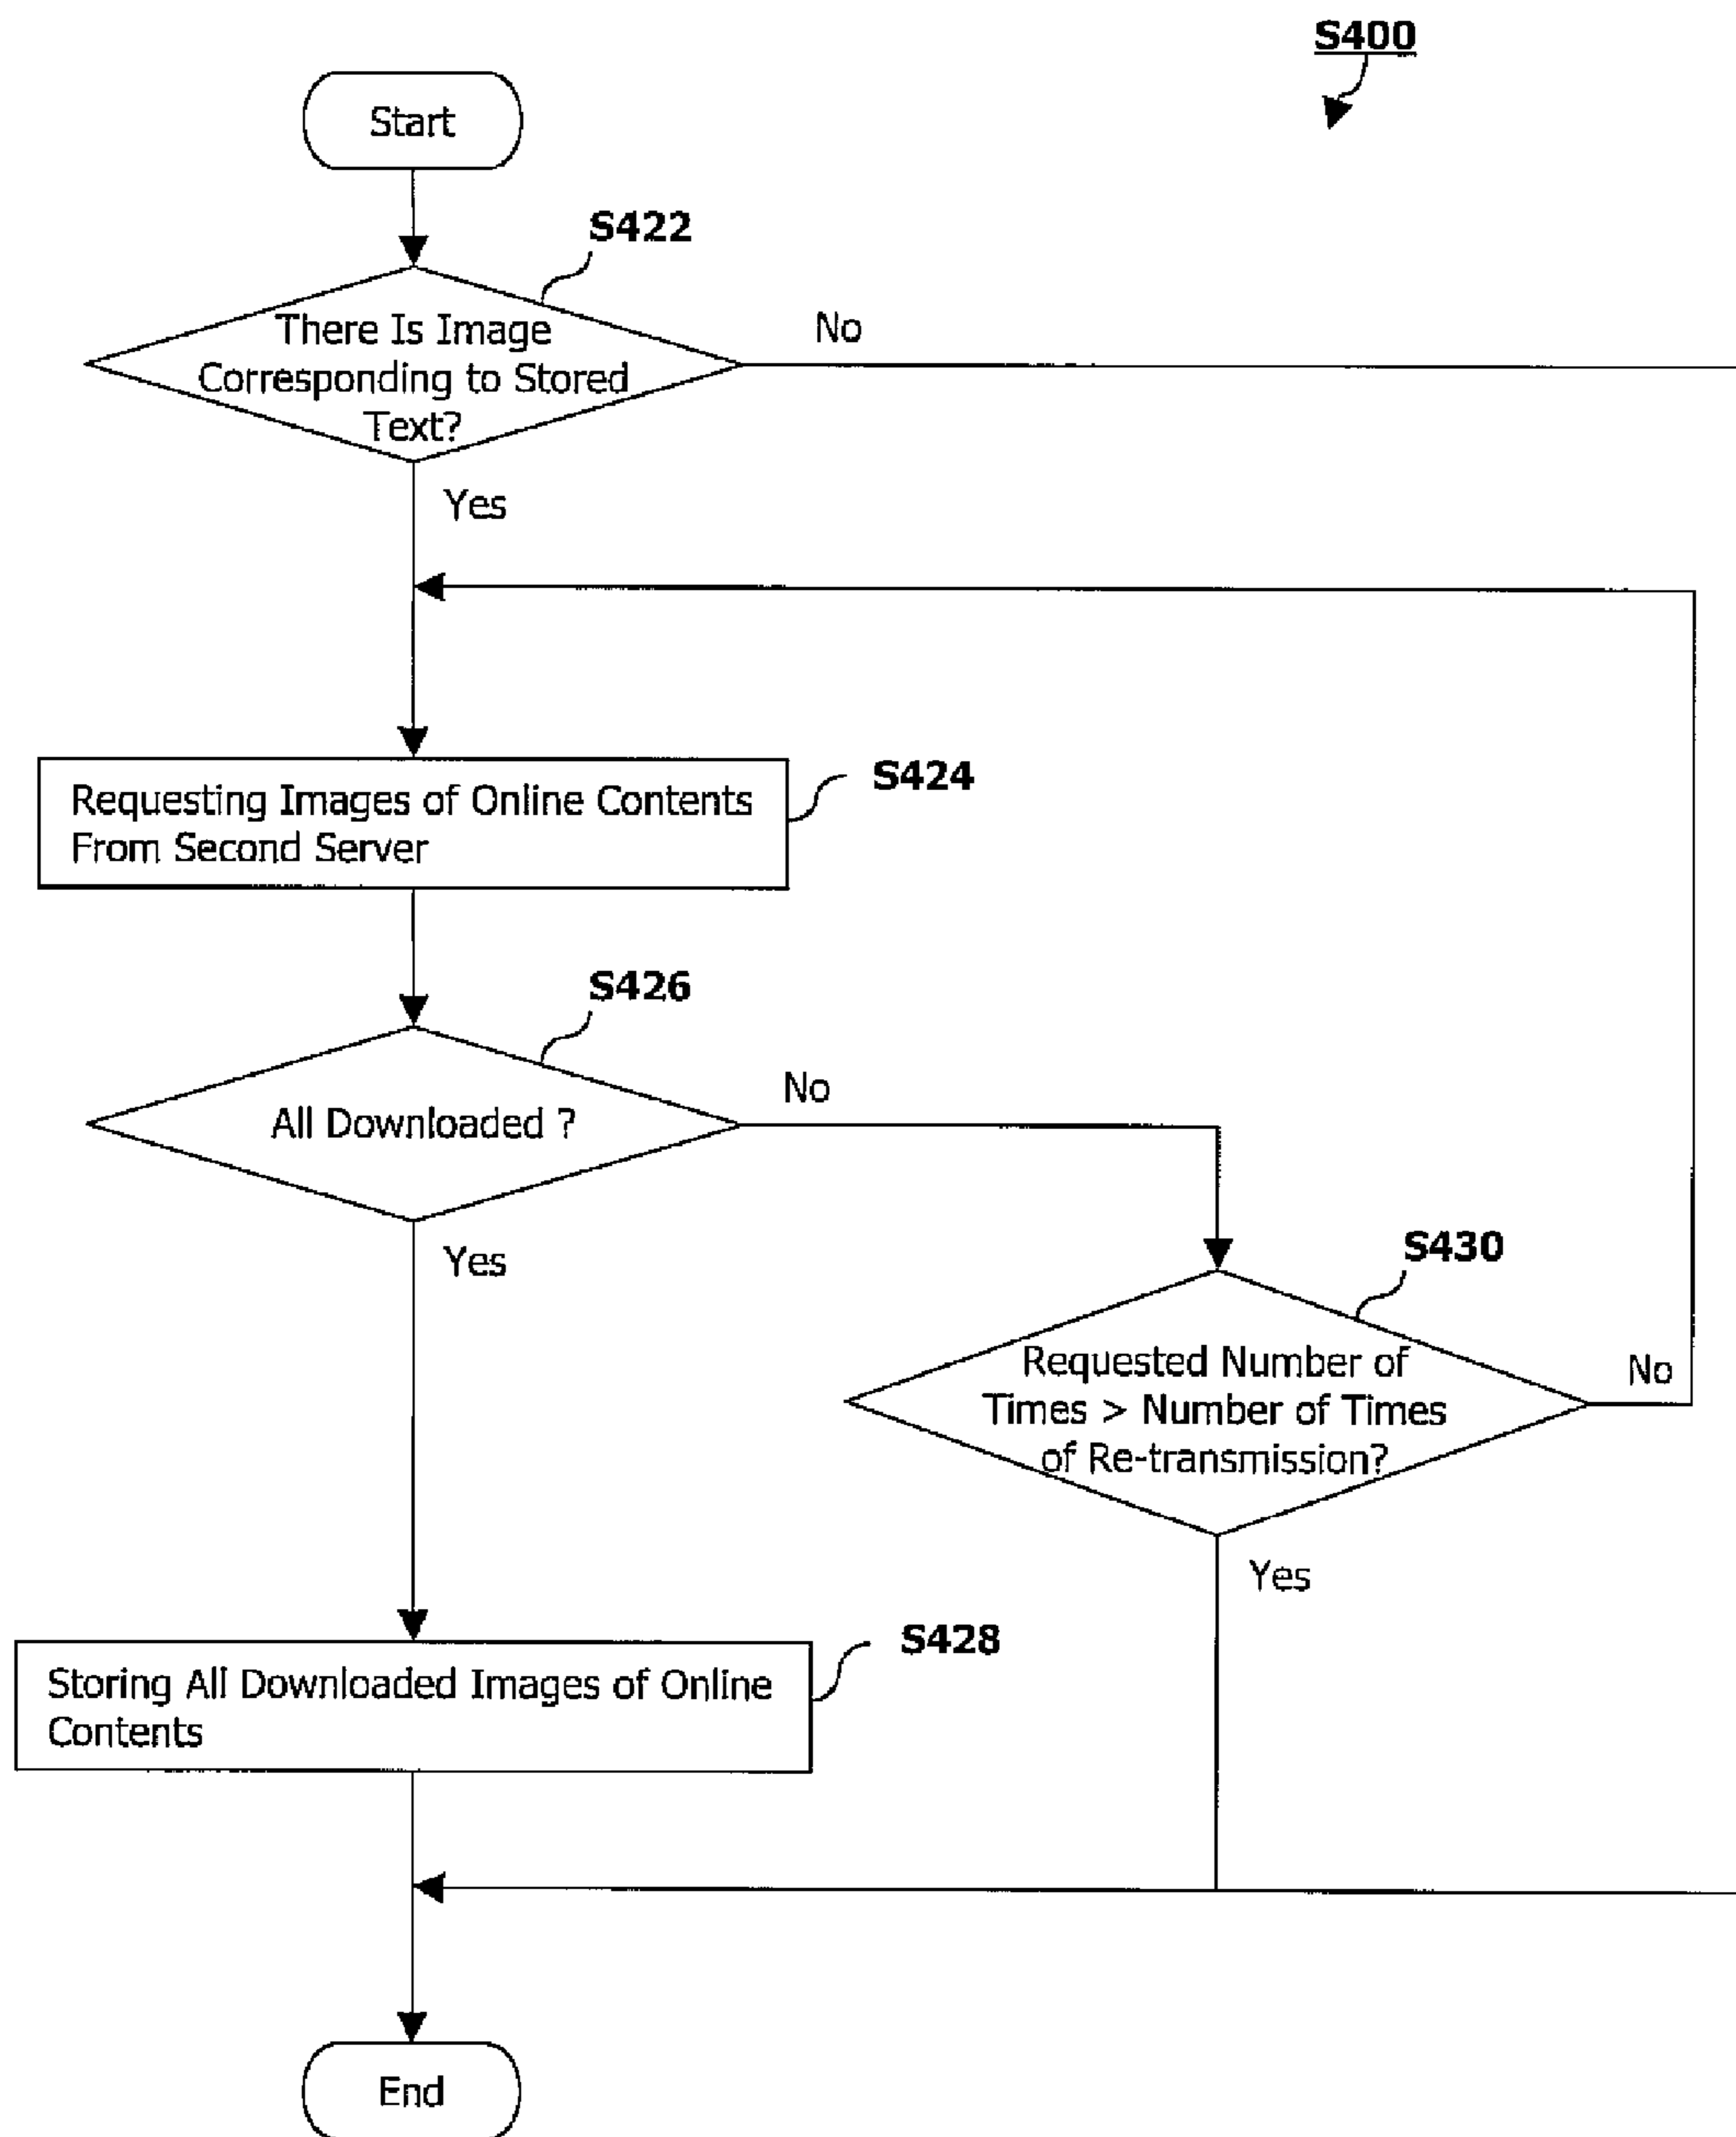 S400
Start
S422
There Is Image
Corresponding to Stored
Text?
No
Yes
Requesting Images of Online Contents
From Second Server
S424
S426
All Downloaded ?
No
Yes
S430
Requested Number of
Times > Number of Times
of Re-transmission?
No
Yes
Storing All Downloaded Images of Online
Contents
S428
End